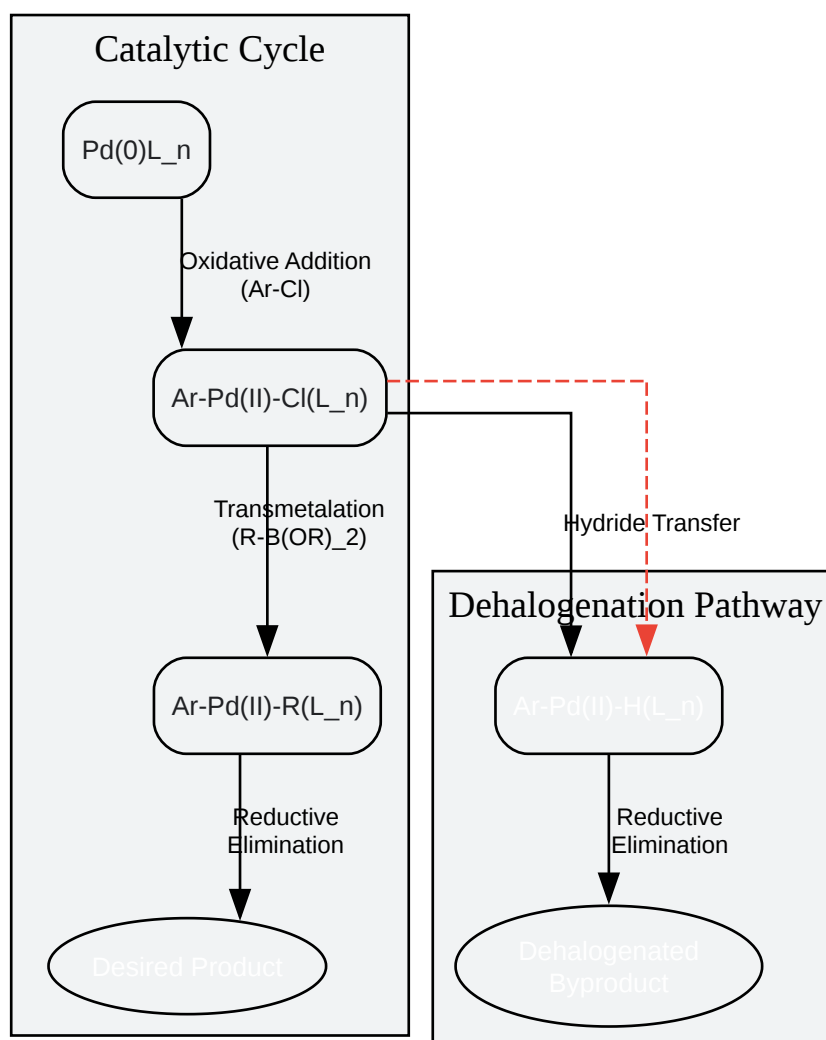 Catalytic Cycle
Pd(0)L_n
Oxidative Addition
(Ar-Cl)
Ar-Pd(II)-Cl(L_n)
Transmetalation
(R-B(OR)_2)
Hydride Transfer
Dehalogenation Pathway
Ar-Pd(II)-R(L_n)
Ar-Pd(II)-H(L_n)
Reductive
Elimination
Reductive
Elimination
Desired Product
Dehalogenated
Byproduct